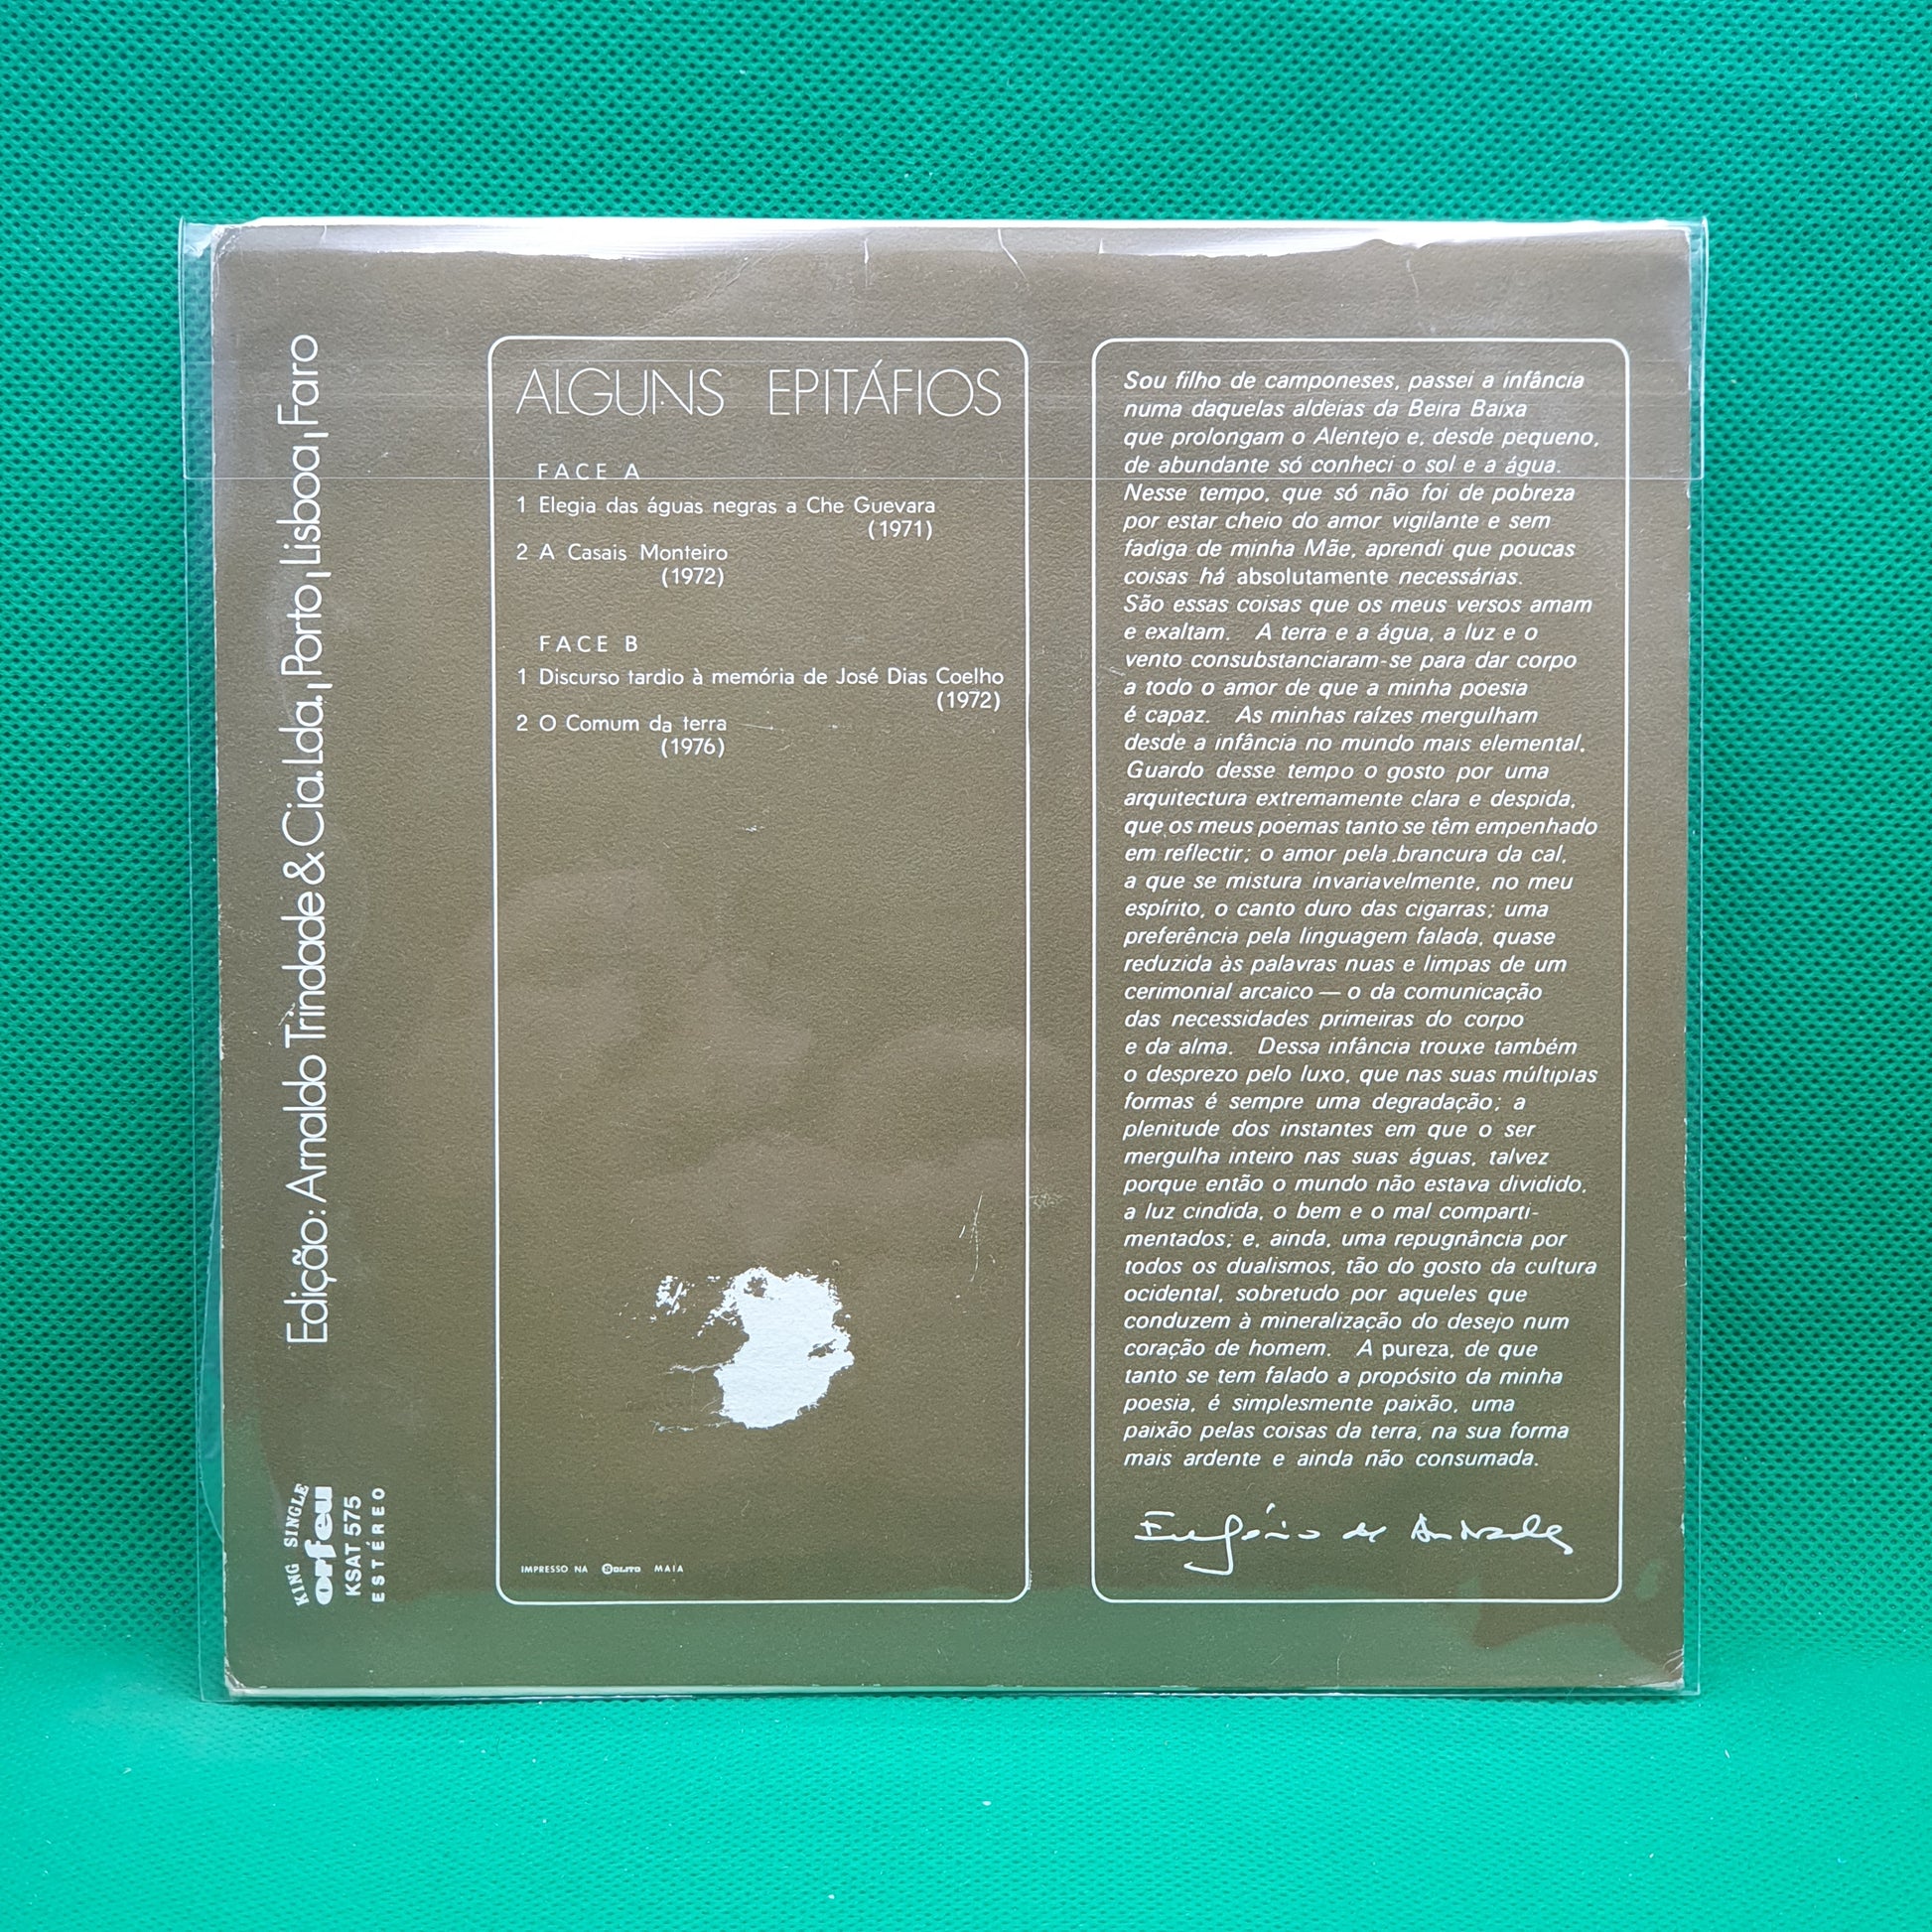 Edição: Arnaldo Trindade & Cia. Lda. | Porto | Lisboa | Faro
KING SINGLE
orfeu
KSAT 575
ESTÉREO
ALGUNS EPITÁFIOS
FACE A
1 Elegia das águas negras a Che Guevara
(1971)
2 A Casais Monteiro
(1972)
FACE B
1 Discurso tardio à memória de José Dias Coelho
(1972)
2 O Comum da terra
(1976)
IMPRESSO NA MAIA
Sou filho de camponeses, passei a infância
numa daquelas aldeias da Beira Baixa
que prolongam o Alentejo e, desde pequeno,
de abundante só conheci o sol e a água.
Nesse tempo, que só não foi de pobreza
por estar cheio do amor vigilante e sem
fadiga de minha Mãe, aprendi que poucas
coisas há absolutamente necessárias.
São essas coisas que os meus versos amam
e exaltam. A terra e a água, a luz e o
vento consubstanciaram-se para dar corpo
a todo o amor de que a minha poesia
é capaz. As minhas raízes mergulham
desde a infância no mundo mais elemental.
Guardo desse tempo o gosto por uma
arquitectura extremamente clara e despida,
que os meus poemas tanto se têm empenhado
em reflectir; o amor pela brancura da cal,
a que se mistura invariavelmente, no meu
espírito, o canto duro das cigarras; uma
preferência pela linguagem falada, quase
reduzida às palavras nuas e limpas de um
cerimonial arcaico — o da comunicação
das necessidades primeiras do corpo
e da alma. Dessa infância trouxe também
o desprezo pelo luxo, que nas suas múltiplas
formas é sempre uma degradação; a
plenitude dos instantes em que o ser
mergulha inteiro nas suas águas, talvez
porque então o mundo não estava dividido,
a luz cindida, o bem e o mal comparti-
mentados; e, ainda, uma repugnância por
todos os dualismos, tão do gosto da cultura
ocidental, sobretudo por aqueles que
conduzem à mineralização do desejo num
coração de homem. A pureza, de que
tanto se tem falado a propósito da minha
poesia, é simplesmente paixão, uma
paixão pelas coisas da terra, na sua forma
mais ardente e ainda não consumada.
Eugénio de Andrade